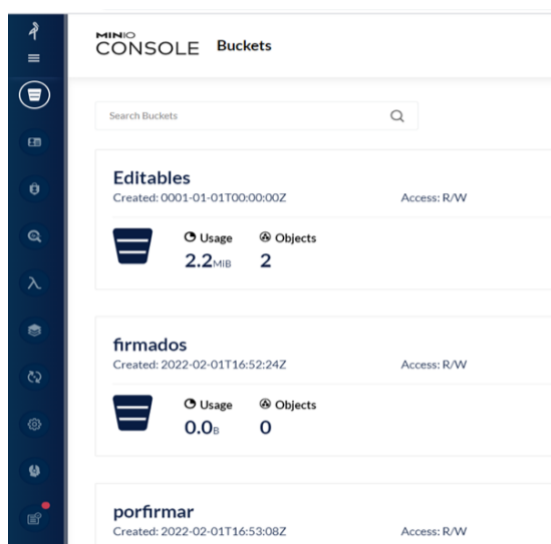 MINIO
CONSOLE Buckets
Search Buckets
Editables
Created: 0001-01-01T00:00:00Z Access: R/W
Usage Objects
2.2MiB 2
firmados
Created: 2022-02-01T16:52:24Z Access: R/W
Usage Objects
0.0B 0
porfirmar
Created: 2022-02-01T16:53:08Z Access: R/W